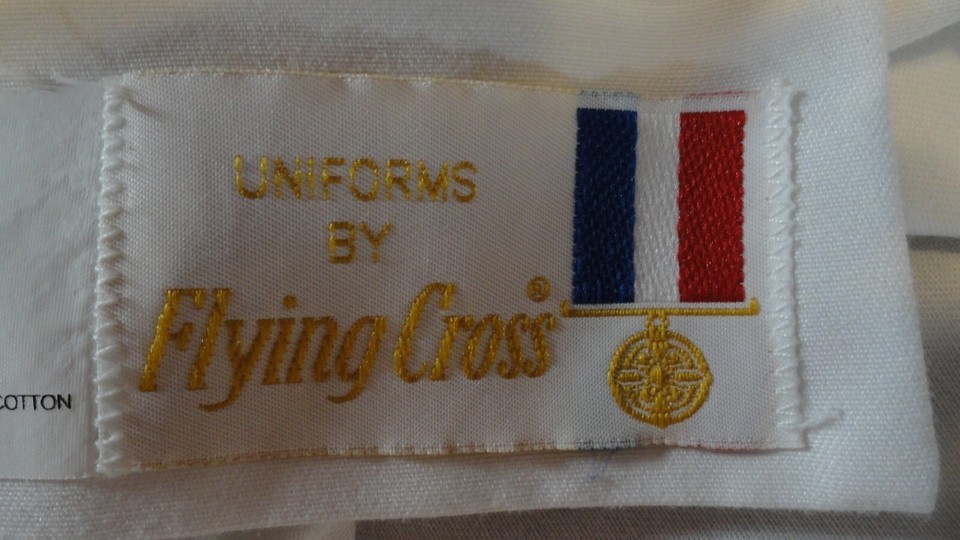 UNIFORMS
BY
Flying Cross®
COTTON